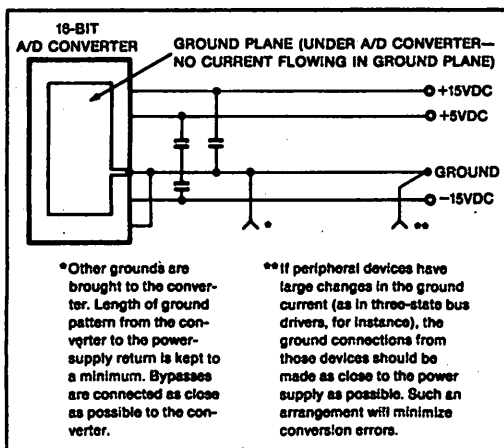 16-BIT
A/D CONVERTER
GROUND PLANE (UNDER A/D CONVERTER—
NO CURRENT FLOWING IN GROUND PLANE)
+15VDC
+5VDC
GROUND
−15VDC
*
**
*Other grounds are
brought to the conver-
ter. Length of ground
pattern from the con-
verter to the power-
supply return is kept to
a minimum. Bypasses
are connected as close
as possible to the con-
verter.
**If peripheral devices have
large changes in the ground
current (as in three-state bus
drivers, for instance), the
ground connections from
those devices should be
made as close to the power
supply as possible. Such an
arrangement will minimize
conversion errors.